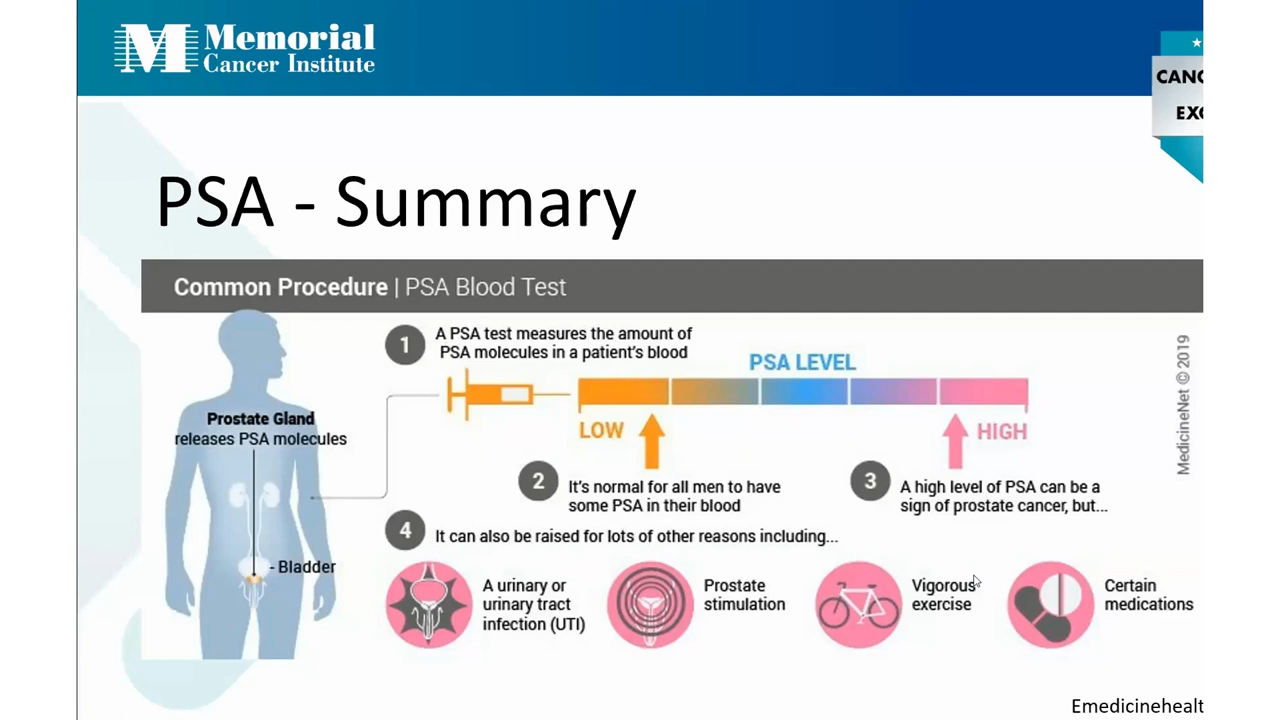 Memorial
Cancer Institute
PSA - Summary
Common Procedure | PSA Blood Test
1
A PSA test measures the amount of
PSA molecules in a patient's blood
PSA LEVEL
LOW
HIGH
Prostate Gland
releases PSA molecules
- Bladder
2
It's normal for all men to have
some PSA in their blood
3
A high level of PSA can be a
sign of prostate cancer, but...
4
It can also be raised for lots of other reasons including...
A urinary or
urinary tract
infection (UTI)
Prostate
stimulation
Vigorous
exercise
Certain
medications
MedicineNet © 2019
Emedicinehealt